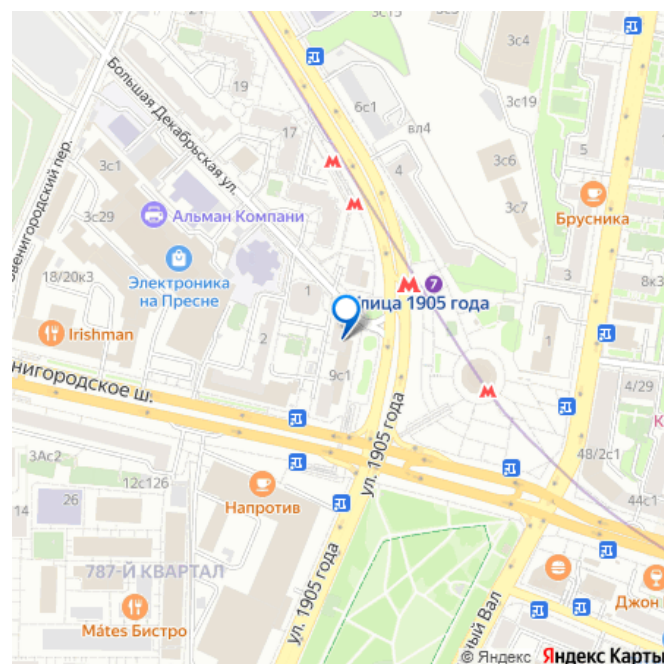 3с15
3с4
19
6с1
3с19
Большая Декабрьская ул.
17
вл4
5
3с1
4
3с6
Брусника
3с29
Альман Компани
3с7
18/20к3
Электроника
на Пресне
1
7
улица 1905 года
3
8к3
Irishman
2
9с1
1
4/29
ул. 1905 года
48/2с1
3Ас2
12с126
26
14
Напротив
44с1
787-Й КВАРТАЛ
Mátes Бистро
ул. 1905 года
Джон
© Яндекс Яндекс Карты